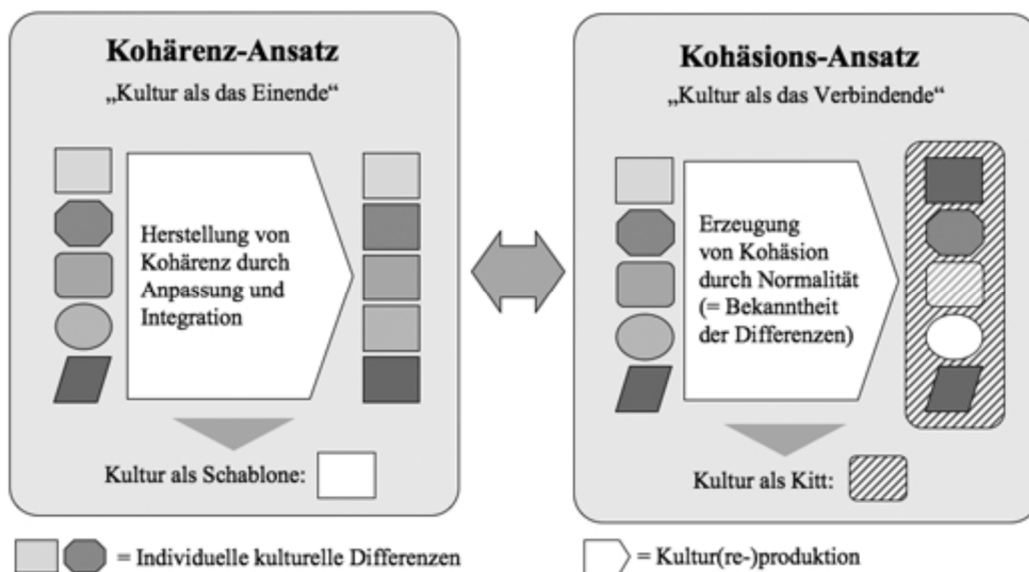 Kohärenz-Ansatz
„Kultur als das Einende“
Herstellung von
Kohärenz durch
Anpassung und
Integration
Kultur als Schablone:
Kohäsions-Ansatz
„Kultur als das Verbindende“
Erzeugung
von Kohäsion
durch Normalität
(= Bekanntheit
der Differenzen)
Kultur als Kitt:
= Individuelle kulturelle Differenzen
= Kultur(re-)produktion